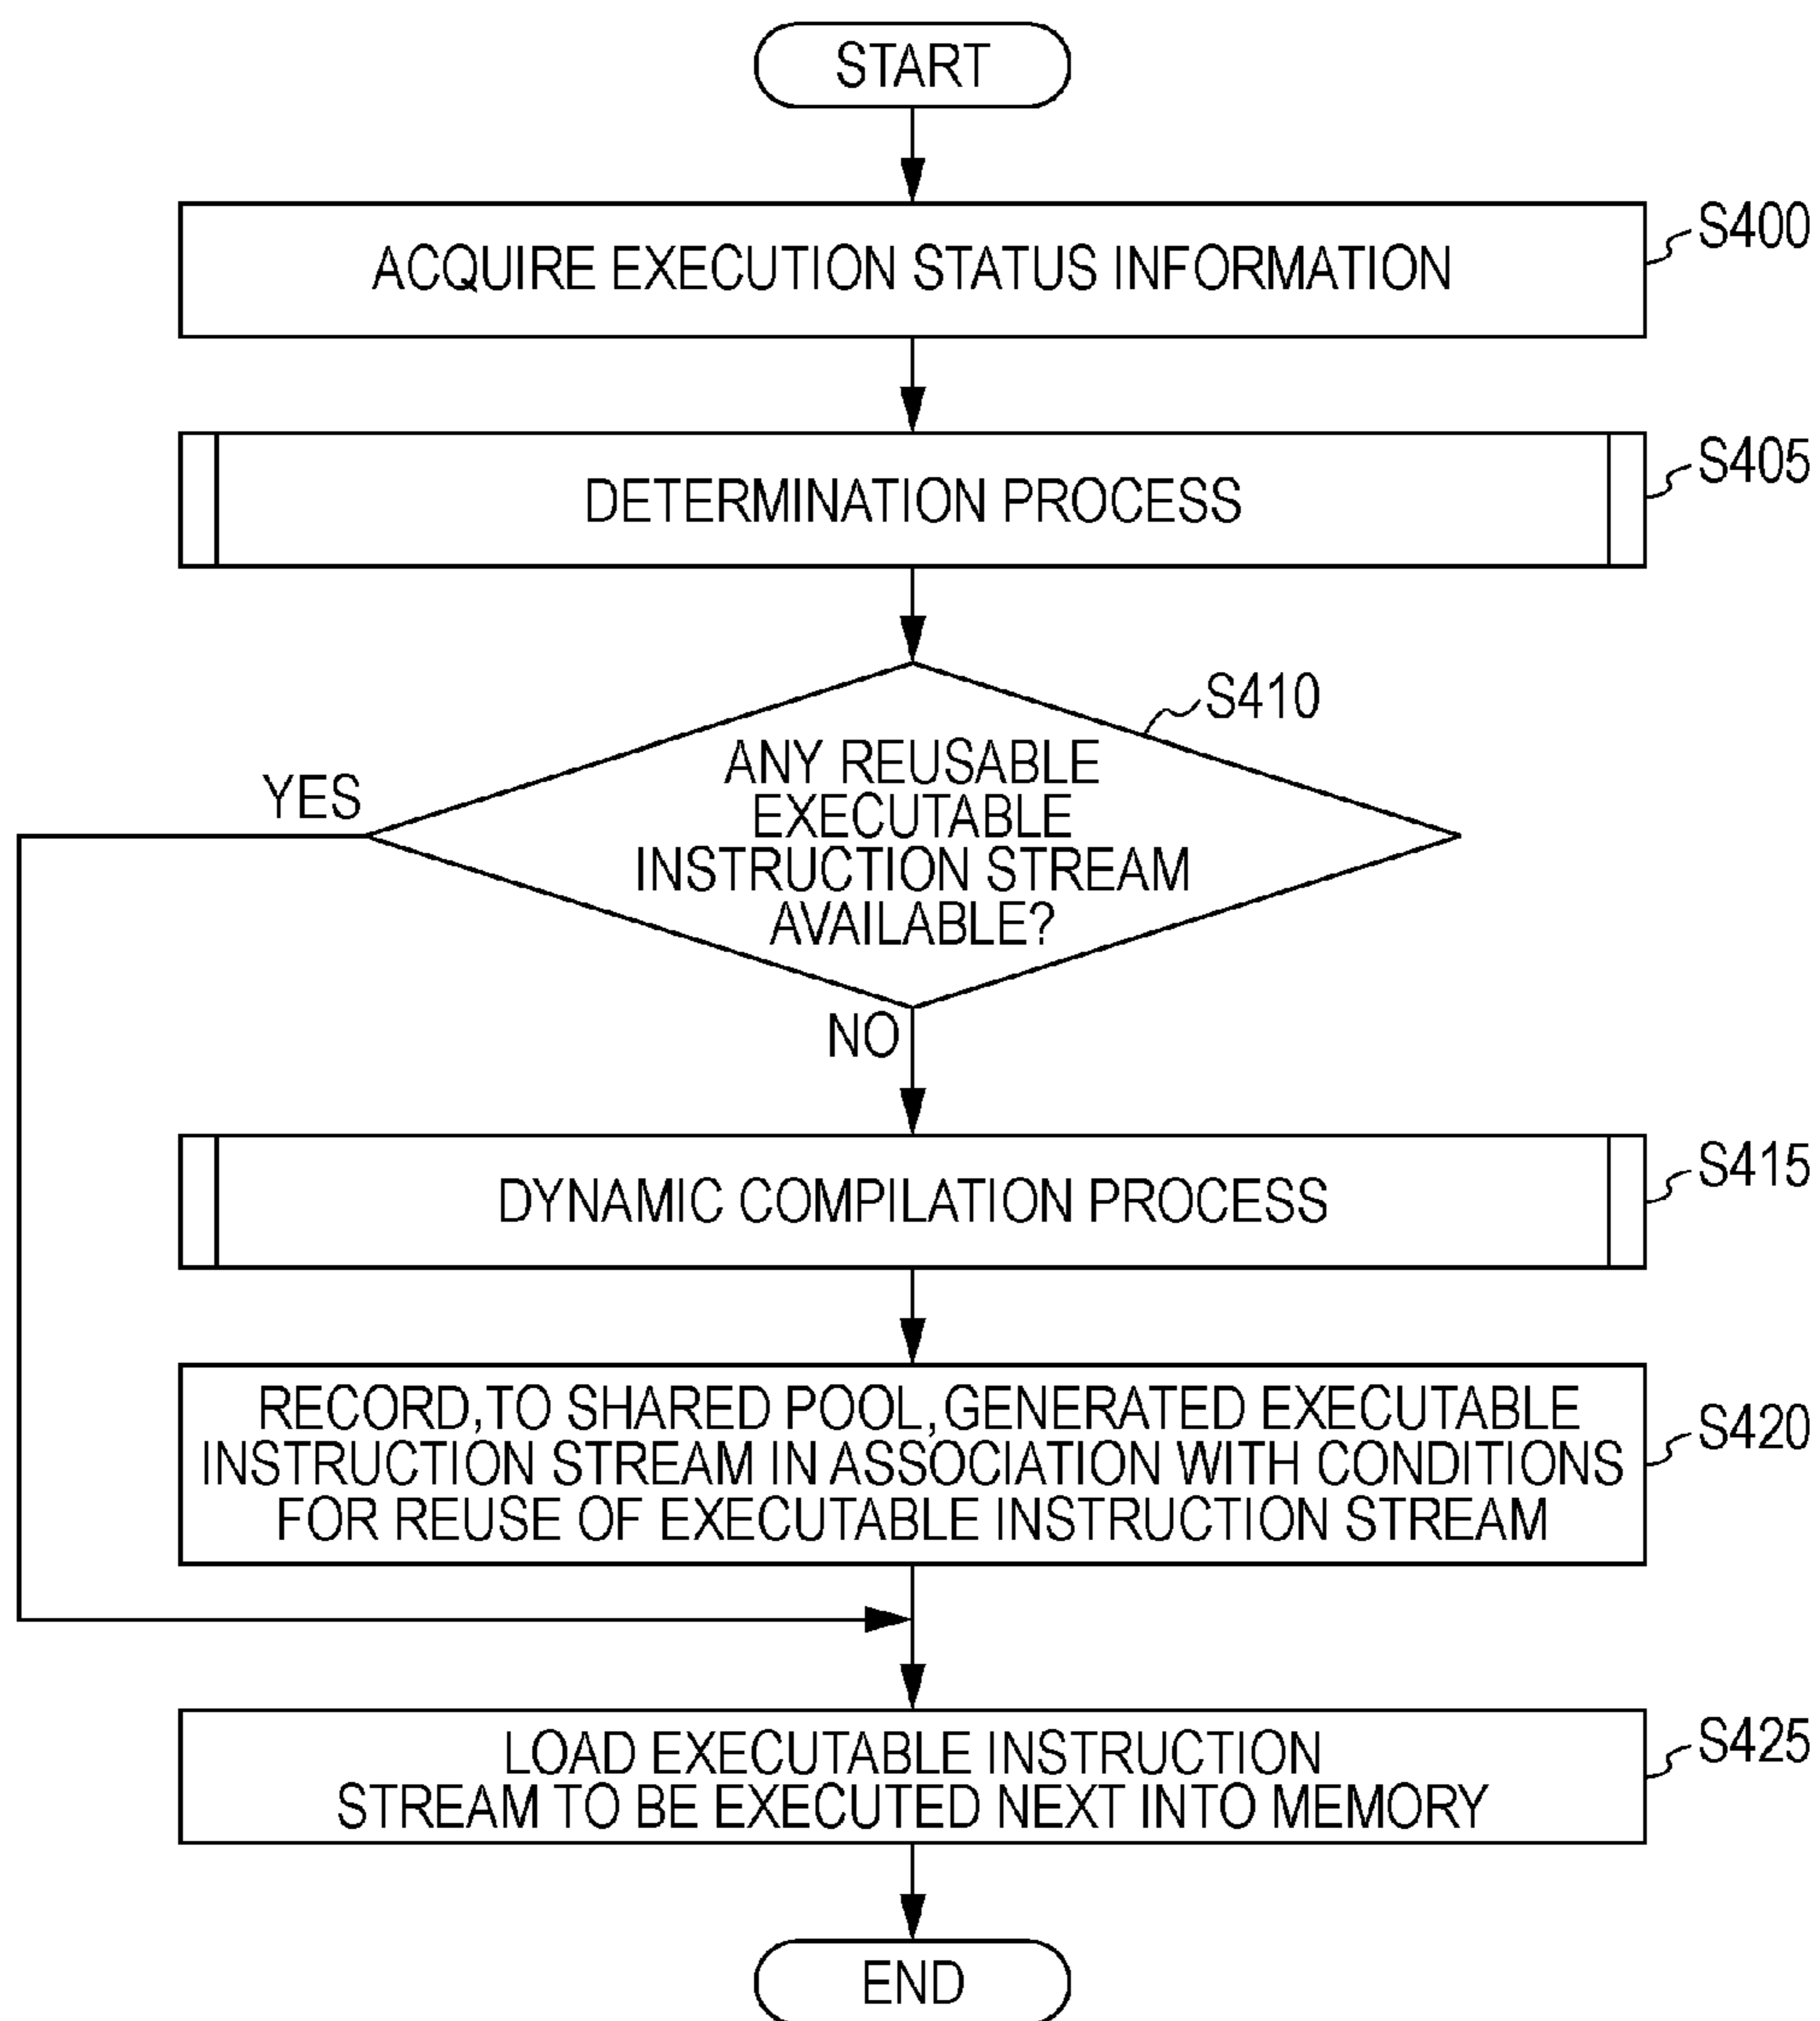 START
ACQUIRE EXECUTION STATUS INFORMATION
S400
DETERMINATION PROCESS
S405
S410
ANY REUSABLE
EXECUTABLE
INSTRUCTION STREAM
AVAILABLE?
YES
NO
DYNAMIC COMPILATION PROCESS
S415
RECORD, TO SHARED POOL, GENERATED EXECUTABLE
INSTRUCTION STREAM IN ASSOCIATION WITH CONDITIONS
FOR REUSE OF EXECUTABLE INSTRUCTION STREAM
S420
LOAD EXECUTABLE INSTRUCTION
STREAM TO BE EXECUTED NEXT INTO MEMORY
S425
END